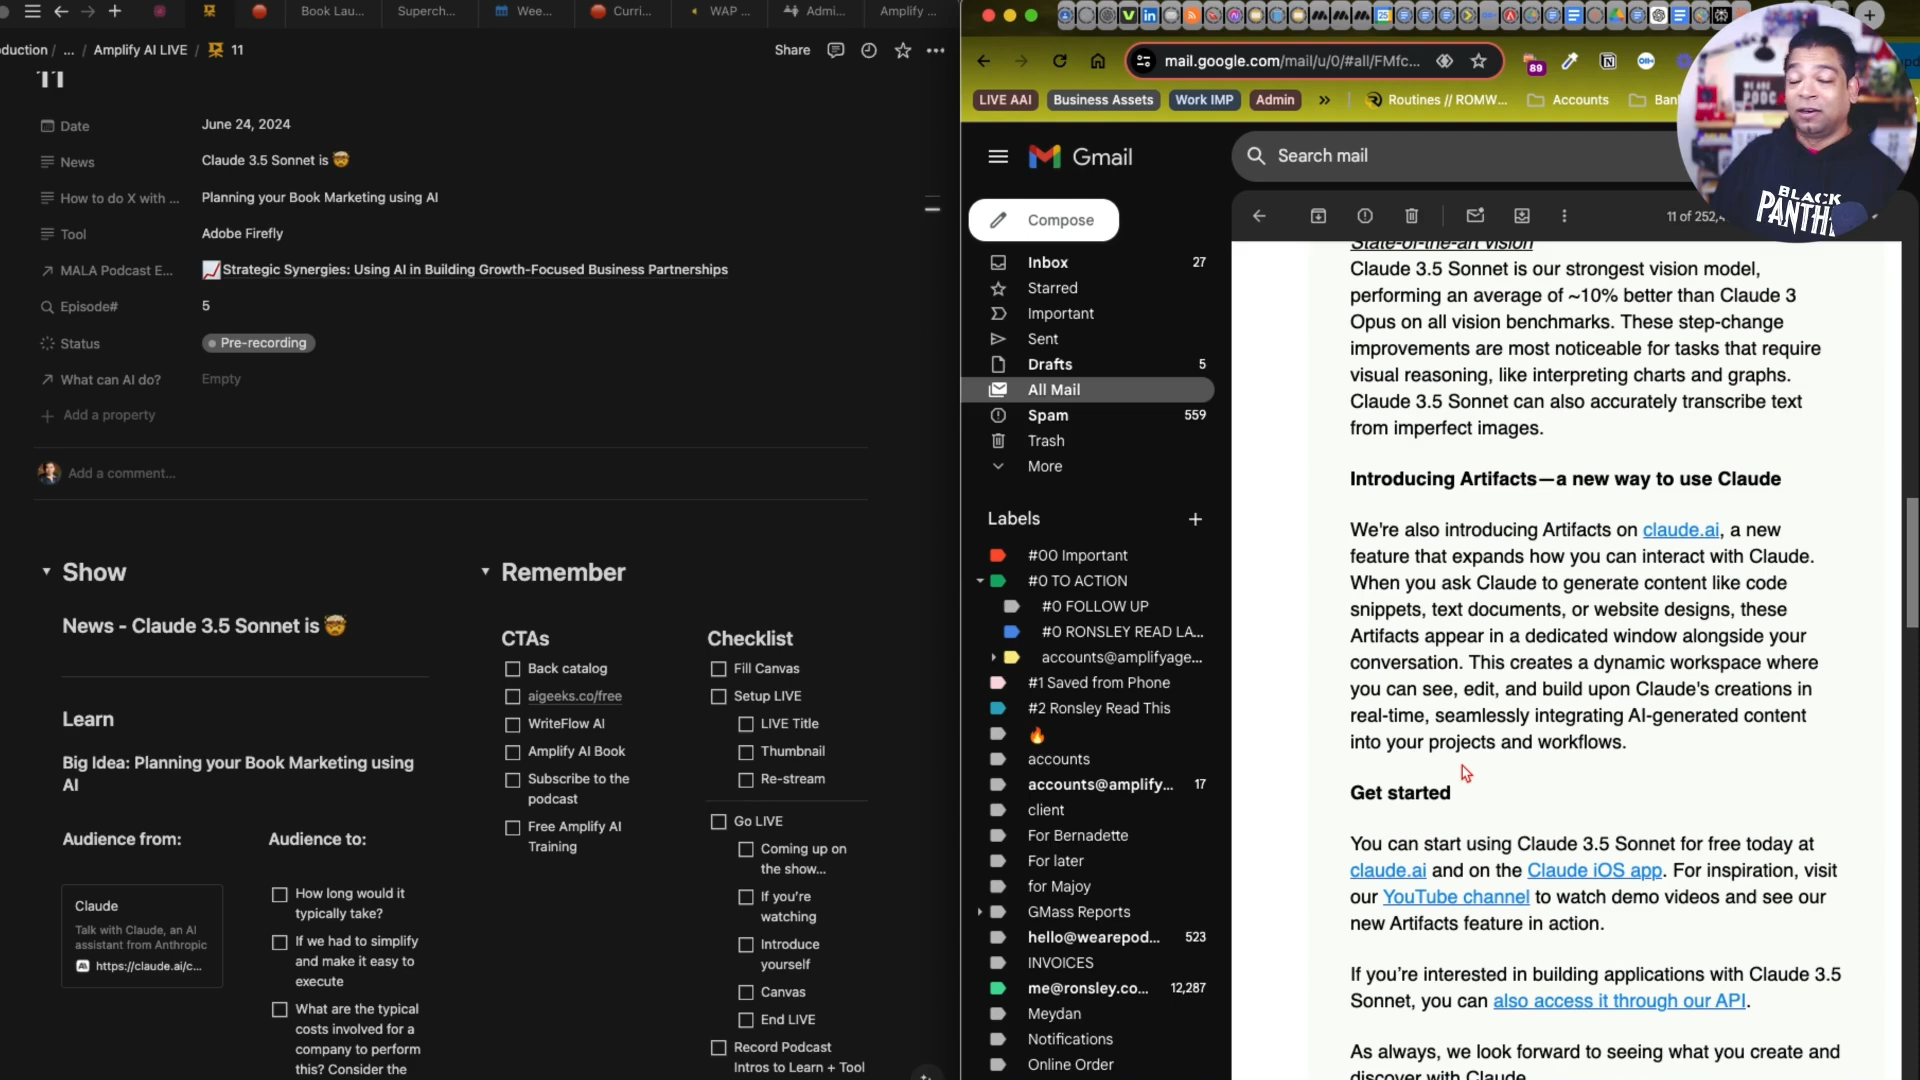 Book Lau...
Superch...
Wee...
Curri...
WAP ...
Admi...
Amplify ...
oduction / ... / Amplify AI LIVE / 11
Share
11
Date
June 24, 2024
News
Claude 3.5 Sonnet is 🤯
How to do X with ...
Planning your Book Marketing using AI
Tool
Adobe Firefly
MALA Podcast E...
📈Strategic Synergies: Using AI in Building Growth-Focused Business Partnerships
Episode#
5
Status
Pre-recording
What can AI do?
Empty
Add a property
Add a comment...
Show
News - Claude 3.5 Sonnet is 🤯
Learn
Big Idea: Planning your Book Marketing using
AI
Audience from:
Claude
Talk with Claude, an AI
assistant from Anthropic
https://claude.ai/c...
Audience to:
How long would it
typically take?
If we had to simplify
and make it easy to
execute
What are the typical
costs involved for a
company to perform
this? Consider the
Remember
CTAs
Back catalog
aigeeks.co/free
WriteFlow AI
Amplify AI Book
Subscribe to the
podcast
Free Amplify AI
Training
Checklist
Fill Canvas
Setup LIVE
LIVE Title
Thumbnail
Re-stream
Go LIVE
Coming up on
the show...
If you're
watching
Introduce
yourself
Canvas
End LIVE
Record Podcast
Intros to Learn + Tool
mail.google.com/mail/u/0/#all/FMfc...
89
LIVE AAI
Business Assets
Work IMP
Admin
Routines // ROMW...
Accounts
Ban
Gmail
Search mail
BLACK
PANTH
Compose
11 of 252,
Inbox 27
Starred
Important
Sent
Drafts 5
All Mail
Spam 559
Trash
More
Labels
#00 Important
#0 TO ACTION
#0 FOLLOW UP
#0 RONSLEY READ LA...
accounts@amplifyage...
#1 Saved from Phone
#2 Ronsley Read This
🔥
accounts
accounts@amplify... 17
client
For Bernadette
For later
for Majoy
GMass Reports
hello@wearepod... 523
INVOICES
me@ronsley.co... 12,287
Meydan
Notifications
Online Order
State-of-the-art vision
Claude 3.5 Sonnet is our strongest vision model,
performing an average of ~10% better than Claude 3
Opus on all vision benchmarks. These step-change
improvements are most noticeable for tasks that require
visual reasoning, like interpreting charts and graphs.
Claude 3.5 Sonnet can also accurately transcribe text
from imperfect images.
Introducing Artifacts—a new way to use Claude
We're also introducing Artifacts on claude.ai, a new
feature that expands how you can interact with Claude.
When you ask Claude to generate content like code
snippets, text documents, or website designs, these
Artifacts appear in a dedicated window alongside your
conversation. This creates a dynamic workspace where
you can see, edit, and build upon Claude's creations in
real-time, seamlessly integrating AI-generated content
into your projects and workflows.
Get started
You can start using Claude 3.5 Sonnet for free today at
claude.ai and on the Claude iOS app. For inspiration, visit
our YouTube channel to watch demo videos and see our
new Artifacts feature in action.
If you're interested in building applications with Claude 3.5
Sonnet, you can also access it through our API.
As always, we look forward to seeing what you create and
discover with Claude.